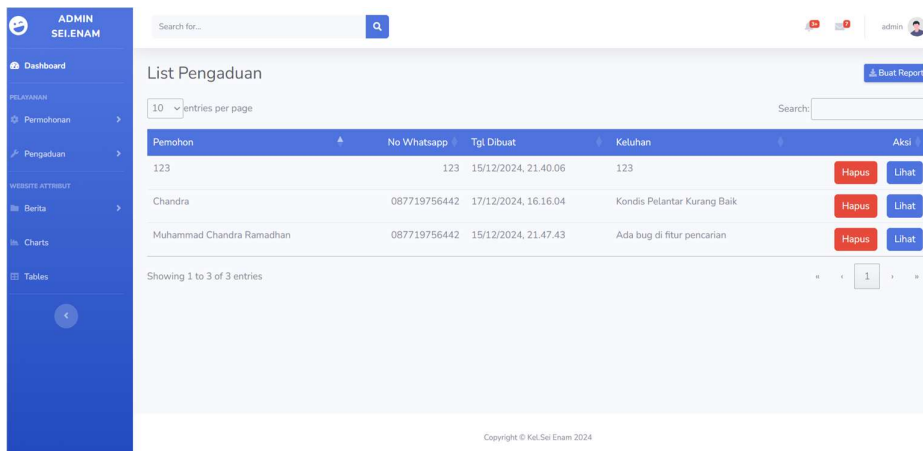 ADMIN
SEI.ENAM
Search for...
3+
7
admin
Dashboard
PELAYANAN
Permohonan
Pengaduan
WEBSITE ATTRIBUT
Berita
Charts
Tables
List Pengaduan
Buat Report
10 entries per page
Search:
Pemohon No Whatsapp Tgl Dibuat Keluhan Aksi
123 123 15/12/2024, 21.40.06 123 Hapus Lihat
Chandra 087719756442 17/12/2024, 16.16.04 Kondis Pelantar Kurang Baik Hapus Lihat
Muhammad Chandra Ramadhan 087719756442 15/12/2024, 21.47.43 Ada bug di fitur pencarian Hapus Lihat
Showing 1 to 3 of 3 entries
« ‹ 1 › »
Copyright © Kel.Sei Enam 2024